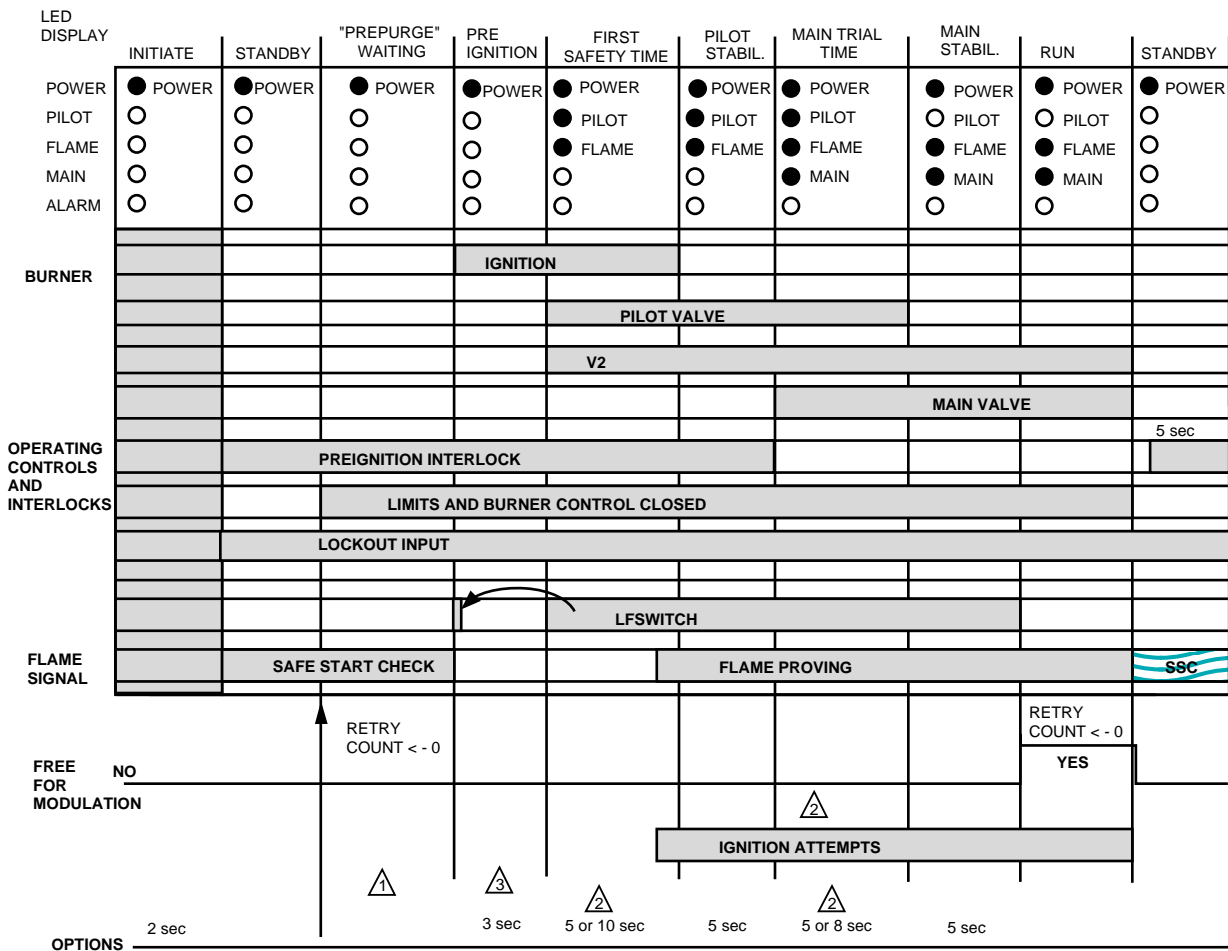 LED
DISPLAY
INITIATE
STANDBY
"PREPURGE"
WAITING
PRE
IGNITION
FIRST
SAFETY TIME
PILOT
STABIL.
MAIN TRIAL
TIME
MAIN
STABIL.
RUN
STANDBY
POWER POWER POWER POWER POWER POWER POWER POWER POWER POWER POWER
PILOT PILOT PILOT PILOT PILOT PILOT
FLAME FLAME FLAME FLAME FLAME FLAME
MAIN MAIN MAIN MAIN
ALARM
BURNER
IGNITION
PILOT VALVE
V2
MAIN VALVE
5 sec
OPERATING
CONTROLS
AND
INTERLOCKS
PREIGNITION INTERLOCK
LIMITS AND BURNER CONTROL CLOSED
LOCKOUT INPUT
LFSWITCH
FLAME
SIGNAL
SAFE START CHECK
FLAME PROVING
SSC
RETRY
COUNT < - 0
RETRY
COUNT < - 0
FREE
FOR
MODULATION
NO
YES
2
IGNITION ATTEMPTS
1 3 2 2
2 sec 3 sec 5 or 10 sec 5 sec 5 or 8 sec 5 sec
OPTIONS